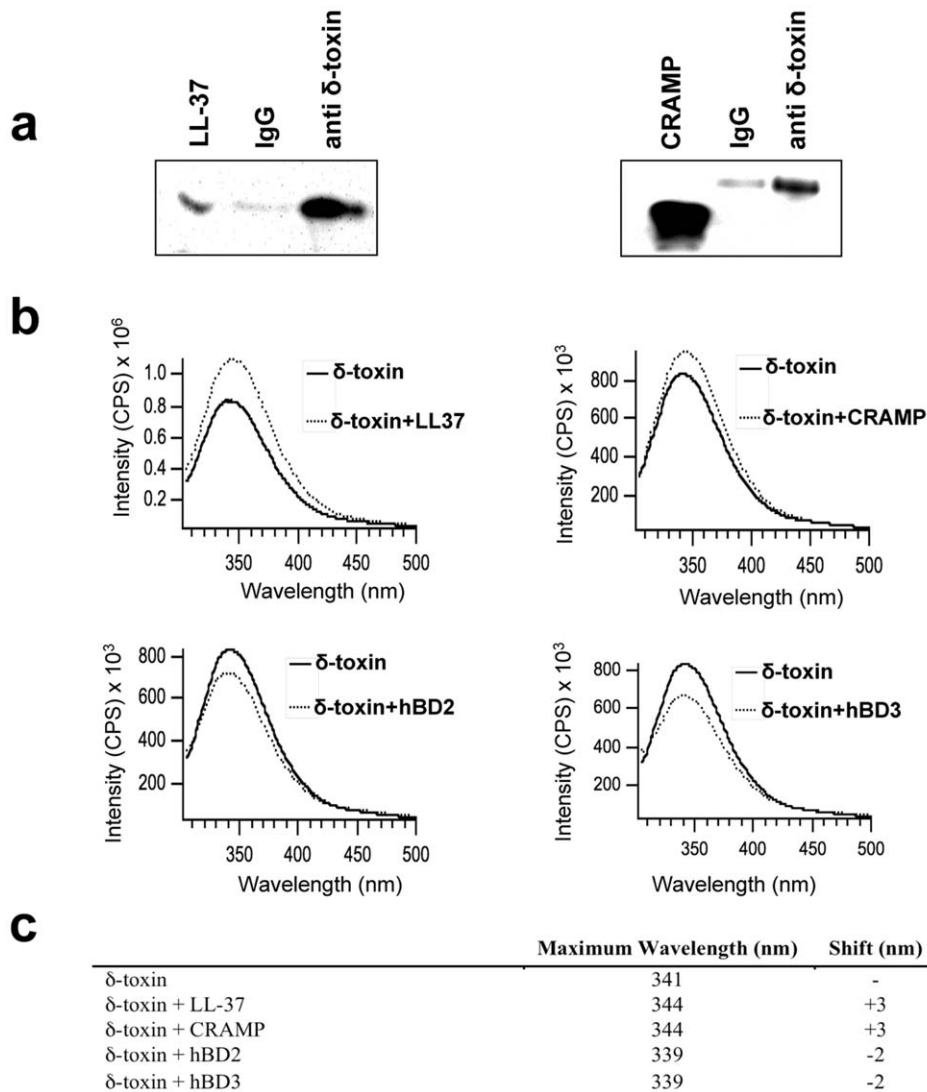 a
LL-37
IgG
anti δ-toxin
CRAMP
IgG
anti δ-toxin
b
Intensity (CPS) x 10⁶
1.0
0.8
0.6
0.4
0.2
δ-toxin
δ-toxin+LL37
350 400 450 500
Wavelength (nm)
Intensity (CPS) x 10³
800
600
400
200
δ-toxin
δ-toxin+CRAMP
350 400 450 500
Wavelength (nm)
Intensity (CPS) x 10³
800
600
400
200
δ-toxin
δ-toxin+hBD2
350 400 450 500
Wavelength (nm)
Intensity (CPS) x 10³
800
600
400
200
δ-toxin
δ-toxin+hBD3
350 400 450 500
Wavelength (nm)
c
Maximum Wavelength (nm) Shift (nm)
δ-toxin 341 -
δ-toxin + LL-37 344 +3
δ-toxin + CRAMP 344 +3
δ-toxin + hBD2 339 -2
δ-toxin + hBD3 339 -2